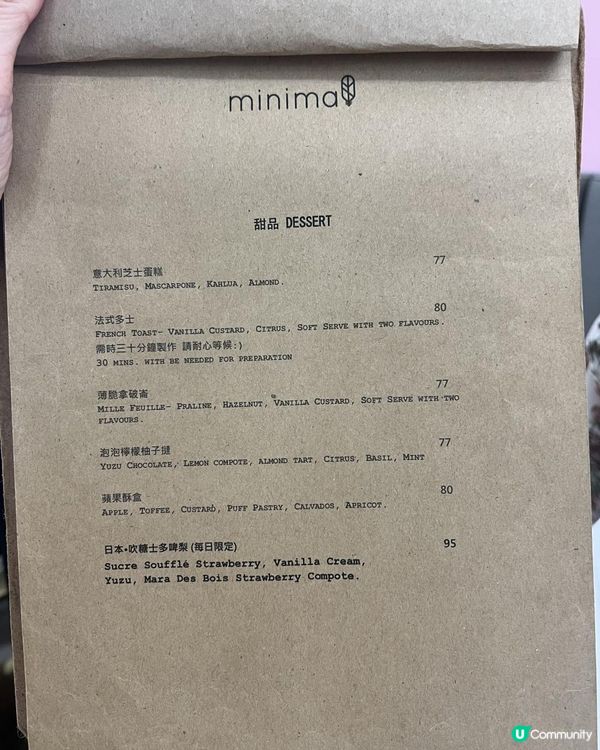 minima
甜品 DESSERT
意大利芝士蛋糕 77
TIRAMISU, MASCARPONE, KAHLUA, ALMOND.
法式多士 80
FRENCH TOAST- VANILLA CUSTARD, CITRUS, SOFT SERVE WITH TWO FLAVOURS.
需時三十分鐘製作 請耐心等候:)
30 MINS. WITH BE NEEDED FOR PREPARATION
薄脆拿破崙 77
MILLE FEUILLE- PRALINE, HAZELNUT, VANILLA CUSTARD, SOFT SERVE WITH TWO
FLAVOURS.
泡泡檸檬柚子撻 77
YUZU CHOCOLATE, LEMON COMPOTE, ALMOND TART, CITRUS, BASIL, MINT
蘋果酥盒 80
APPLE, TOFFEE, CUSTARD, PUFF PASTRY, CALVADOS, APRICOT.
日本•吹糖士多啤梨 (每日限定) 95
Sucre Soufflé Strawberry, Vanilla Cream,
Yuzu, Mara Des Bois Strawberry Compote.
U Community